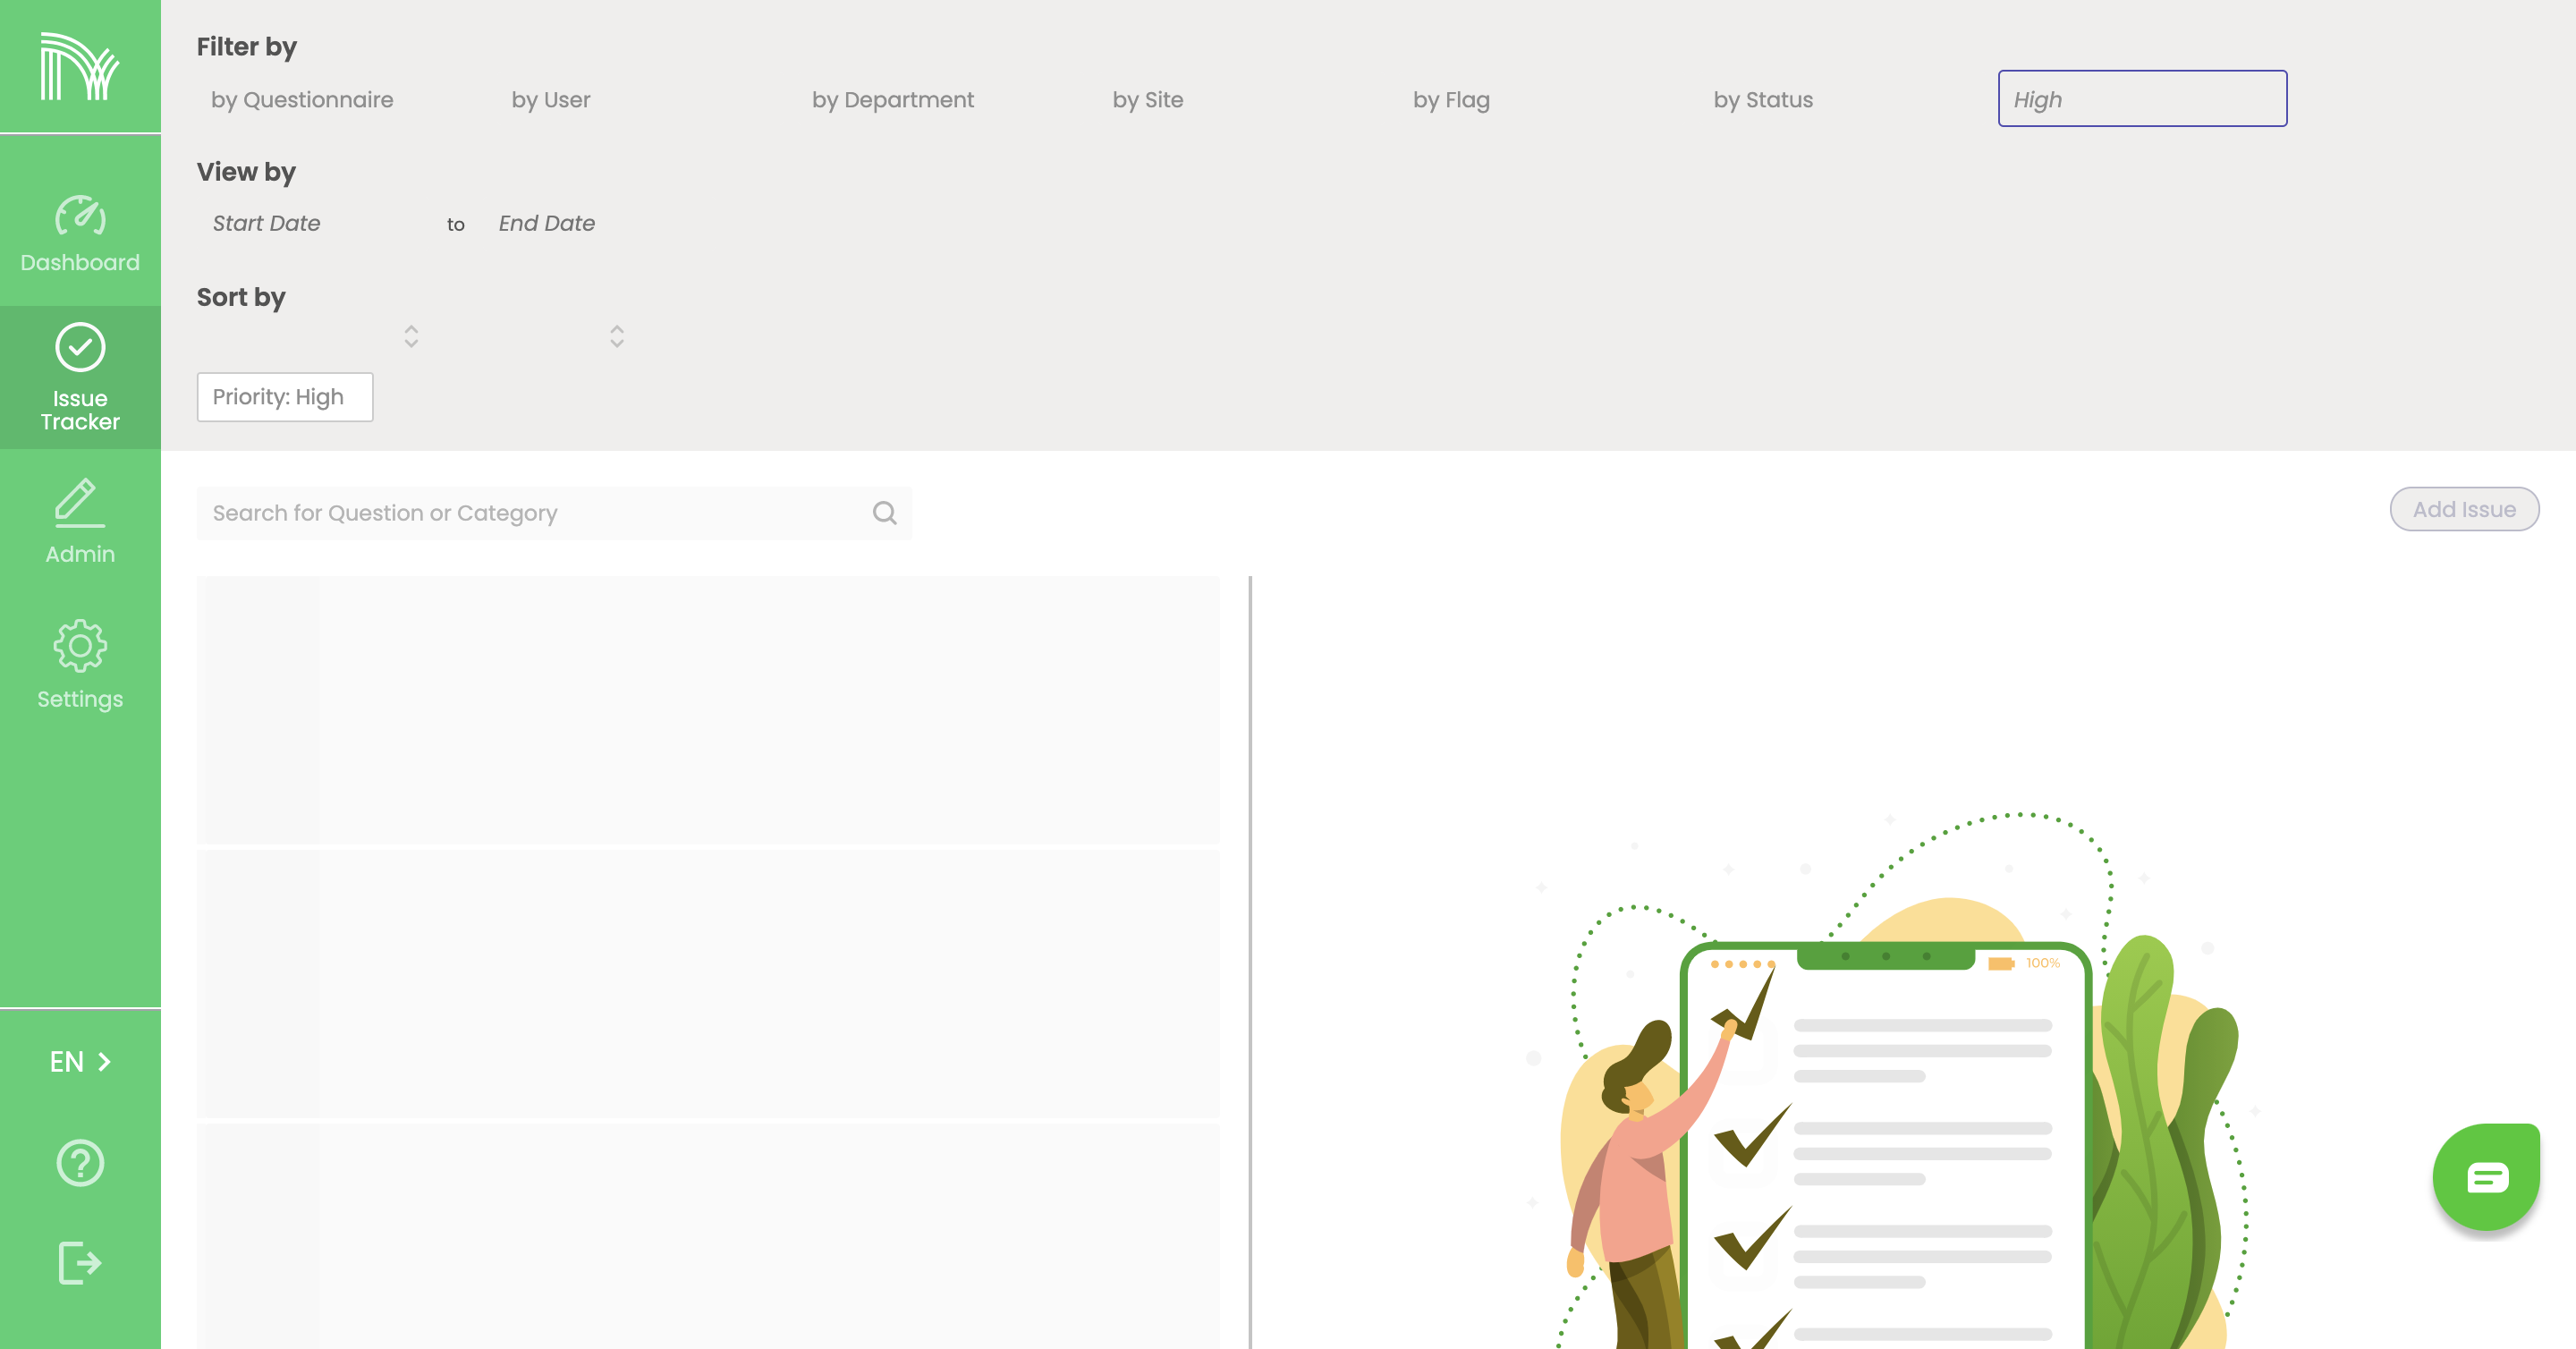 Filter by
by Questionnaire
by User
by Department
by Site
by Flag
by Status
High
View by
Start Date
to
End Date
Sort by
Priority: High
Dashboard
Issue
Tracker
Admin
Settings
EN
Search for Question or Category
Add Issue
100%